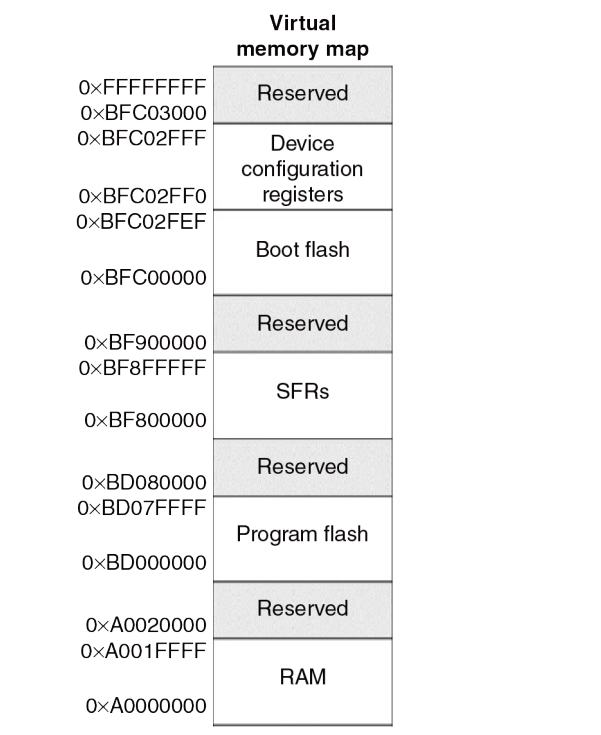 Virtual
memory map
0×FFFFFFFF
Reserved
0×BFC03000
0×BFC02FFF
Device
configuration
registers
0×BFC02FF0
0×BFC02FEF
Boot flash
0×BFC00000
Reserved
0×BF900000
0×BF8FFFFF
SFRs
0×BF800000
Reserved
0×BD080000
0×BD07FFFF
Program flash
0×BD000000
Reserved
0×A0020000
0×A001FFFF
RAM
0×A0000000